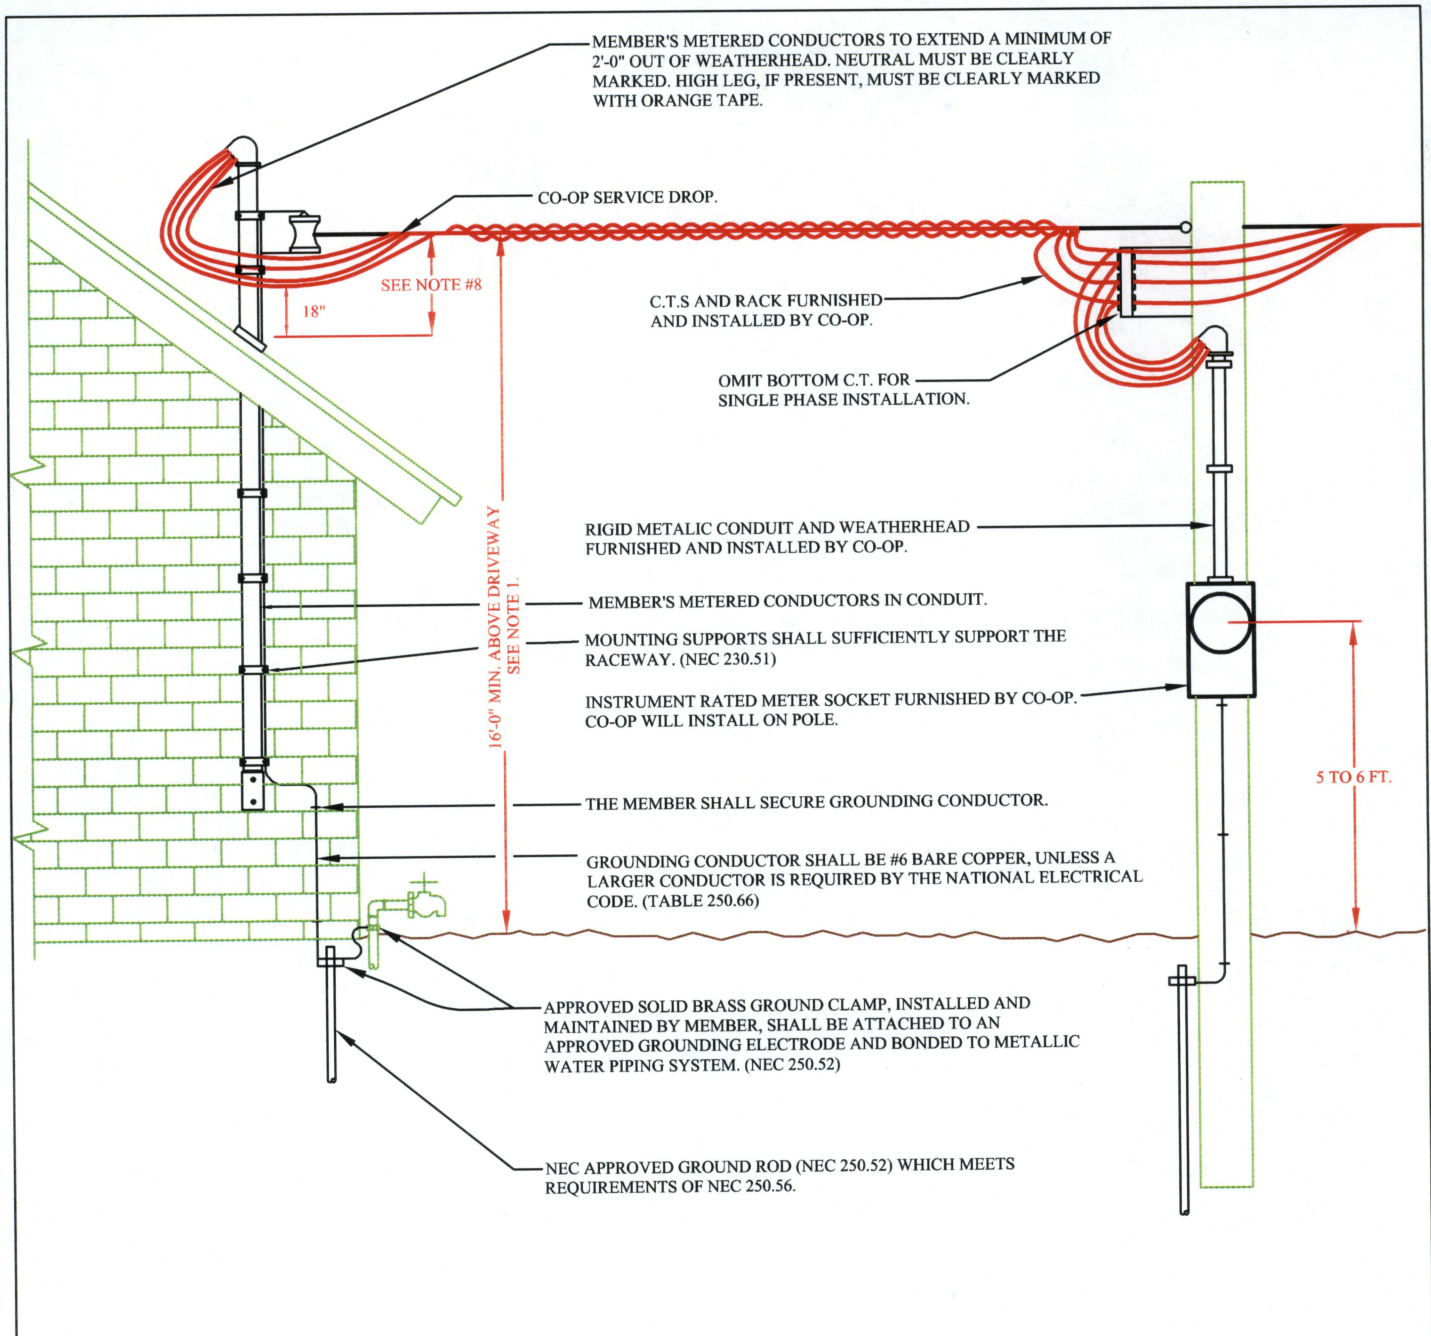 MEMBER'S METERED CONDUCTORS TO EXTEND A MINIMUM OF
2'-0" OUT OF WEATHERHEAD. NEUTRAL MUST BE CLEARLY
MARKED. HIGH LEG, IF PRESENT, MUST BE CLEARLY MARKED
WITH ORANGE TAPE.
CO-OP SERVICE DROP.
SEE NOTE #8
18"
C.T.S AND RACK FURNISHED
AND INSTALLED BY CO-OP.
OMIT BOTTOM C.T. FOR
SINGLE PHASE INSTALLATION.
16'-0" MIN. ABOVE DRIVEWAY
SEE NOTE 1.
RIGID METALIC CONDUIT AND WEATHERHEAD
FURNISHED AND INSTALLED BY CO-OP.
MEMBER'S METERED CONDUCTORS IN CONDUIT.
MOUNTING SUPPORTS SHALL SUFFICIENTLY SUPPORT THE
RACEWAY. (NEC 230.51)
INSTRUMENT RATED METER SOCKET FURNISHED BY CO-OP.
CO-OP WILL INSTALL ON POLE.
5 TO 6 FT.
THE MEMBER SHALL SECURE GROUNDING CONDUCTOR.
GROUNDING CONDUCTOR SHALL BE #6 BARE COPPER, UNLESS A
LARGER CONDUCTOR IS REQUIRED BY THE NATIONAL ELECTRICAL
CODE. (TABLE 250.66)
APPROVED SOLID BRASS GROUND CLAMP, INSTALLED AND
MAINTAINED BY MEMBER, SHALL BE ATTACHED TO AN
APPROVED GROUNDING ELECTRODE AND BONDED TO METALLIC
WATER PIPING SYSTEM. (NEC 250.52)
NEC APPROVED GROUND ROD (NEC 250.52) WHICH MEETS
REQUIREMENTS OF NEC 250.56.